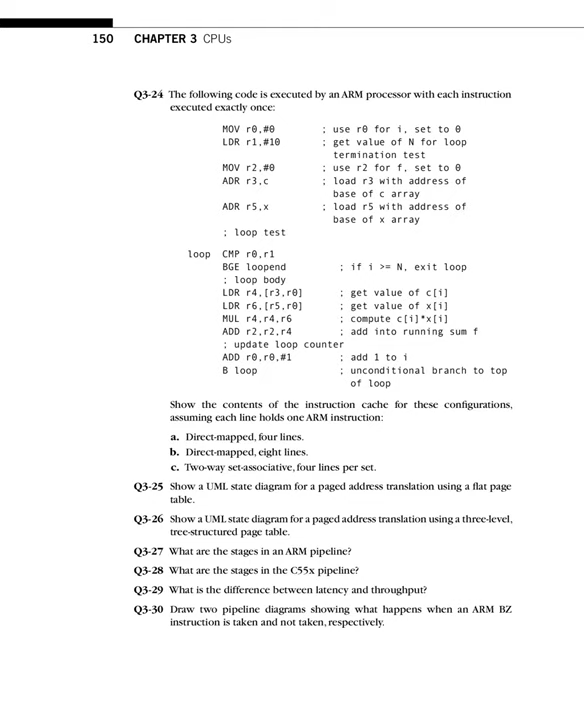 150 CHAPTER 3 CPUs
Q3-24 The following code is executed by an ARM processor with each instruction
executed exactly once:
MOV r0,#0 ; use r0 for i, set to 0
LDR r1,#10 ; get value of N for loop
termination test
MOV r2,#0 ; use r2 for f, set to 0
ADR r3,c ; load r3 with address of
base of c array
ADR r5,x ; load r5 with address of
base of x array
; loop test
loop CMP r0,r1
BGE loopend ; if i >= N, exit loop
; loop body
LDR r4,[r3,r0] ; get value of c[i]
LDR r6,[r5,r0] ; get value of x[i]
MUL r4,r4,r6 ; compute c[i]*x[i]
ADD r2,r2,r4 ; add into running sum f
; update loop counter
ADD r0,r0,#1 ; add 1 to i
B loop ; unconditional branch to top
of loop
Show the contents of the instruction cache for these configurations,
assuming each line holds one ARM instruction:
a. Direct-mapped, four lines.
b. Direct-mapped, eight lines.
c. Two-way set-associative, four lines per set.
Q3-25 Show a UML state diagram for a paged address translation using a flat page
table.
Q3-26 Show a UML state diagram for a paged address translation using a three-level,
tree-structured page table.
Q3-27 What are the stages in an ARM pipeline?
Q3-28 What are the stages in the C55x pipeline?
Q3-29 What is the difference between latency and throughput?
Q3-30 Draw two pipeline diagrams showing what happens when an ARM BZ
instruction is taken and not taken, respectively.